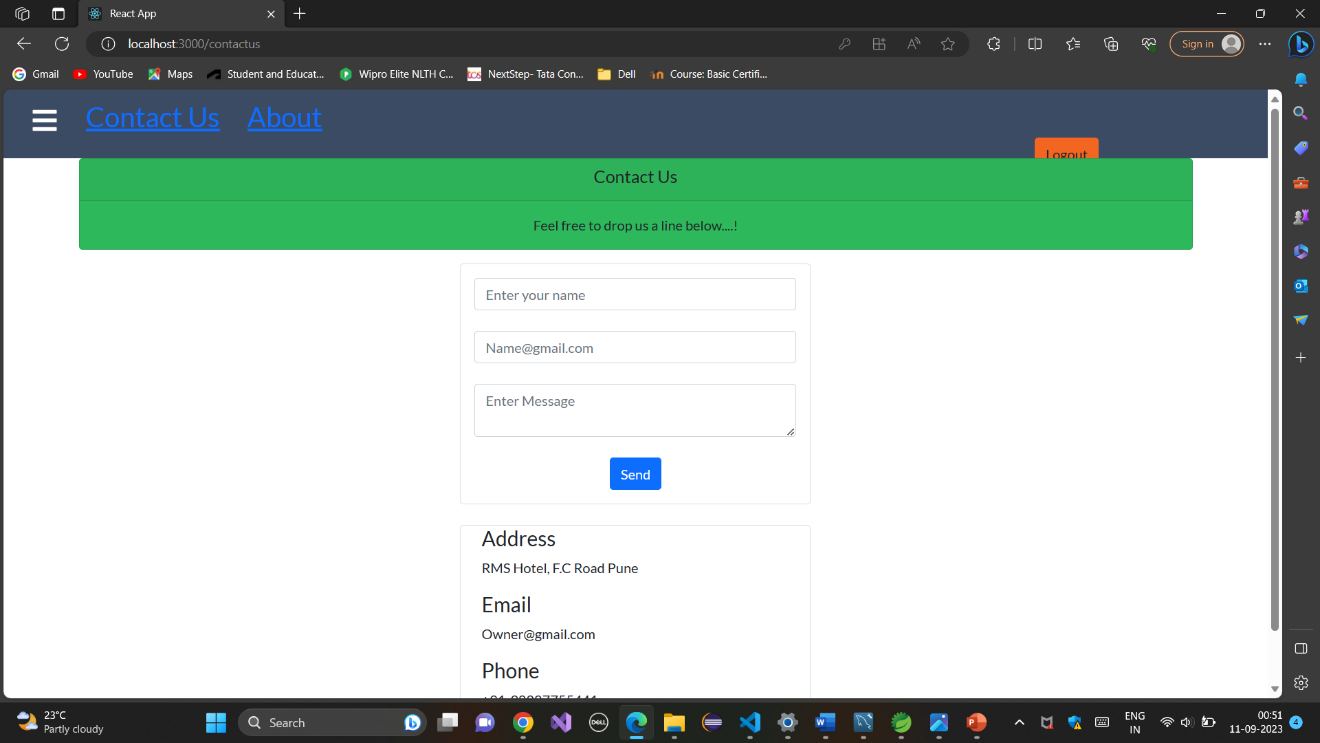 React App
localhost:3000/contactus
Sign in
Gmail
YouTube
Maps
Student and Educat...
Wipro Elite NLTH C...
NextStep- Tata Con...
Dell
Course: Basic Certifi...
Contact Us
About
Logout
Contact Us
Feel free to drop us a line below....!
Enter your name
Name@gmail.com
Enter Message
Send
Address
RMS Hotel, F.C Road Pune
Email
Owner@gmail.com
Phone
23°C
Partly cloudy
Search
DELL
ENG
IN
00:51
11-09-2023
4